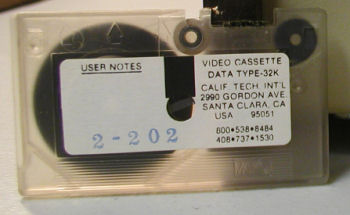 USER NOTES
2-202
VIDEO CASSETTE
DATA TYPE-32K
CALIF. TECH. INT'L
2990 GORDON AVE.
SANTA CLARA, CA
USA 95051
800•538•8484
408•737•1530